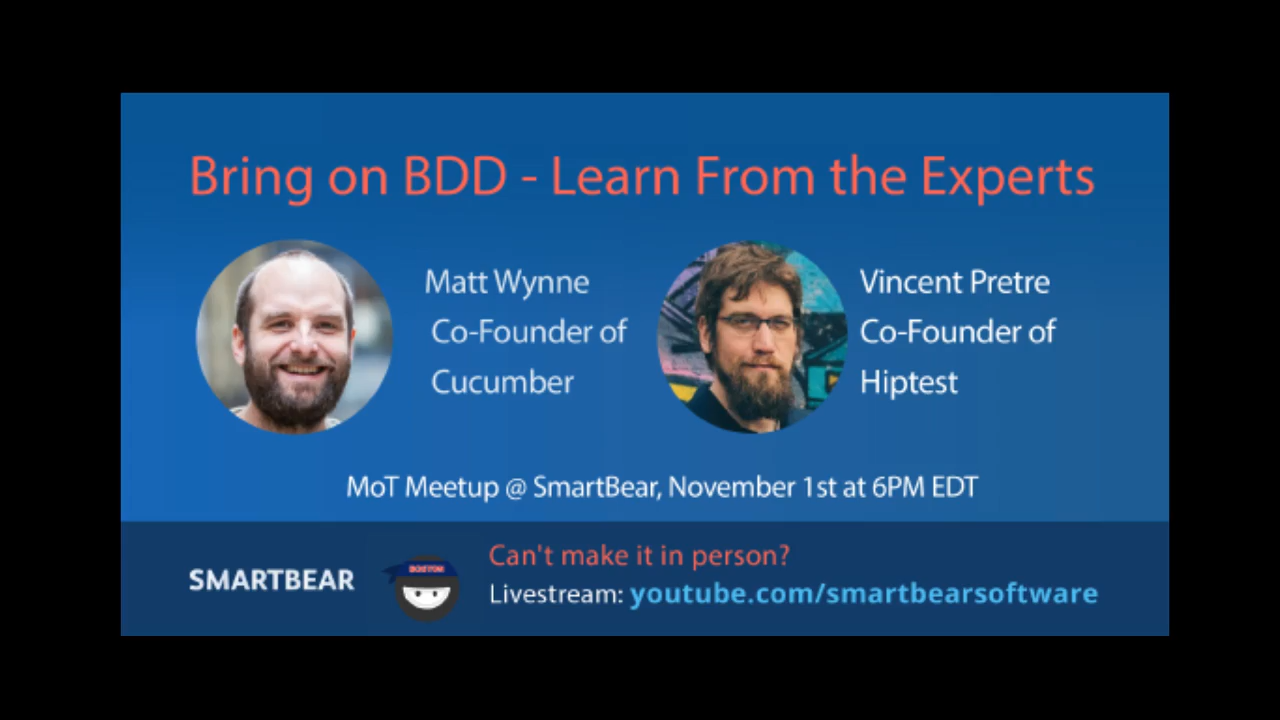 Bring on BDD - Learn From the Experts
Matt Wynne
Co-Founder of
Cucumber
Vincent Pretre
Co-Founder of
Hiptest
MoT Meetup @ SmartBear, November 1st at 6PM EDT
SMARTBEAR
BOSTON
Can't make it in person?
Livestream: youtube.com/smartbearsoftware